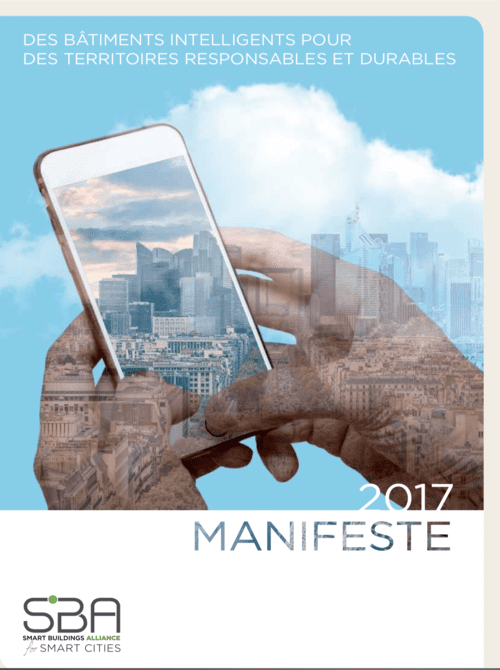 DES BÂTIMENTS INTELLIGENTS POUR
DES TERRITOIRES RESPONSABLES ET DURABLES
2017
MANIFESTE
SBA
SMART BUILDINGS ALLIANCE
for SMART CITIES